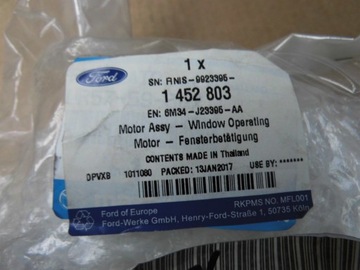 Ford
1 x
SN: FINIS-9923395-
1 452 803
EN: 6M34-J23395-AA
Motor Assy - Window Operating
Motor - Fensterbetätigung
CONTENTS MADE IN Thailand
DPVXB 1011080 PACKED: 13JAN2017 USE BY: *******
RKPMS NO. MFL001
Ford of Europe
Ford-Werke GmbH, Henry-Ford-Straße 1, 50735 Köln